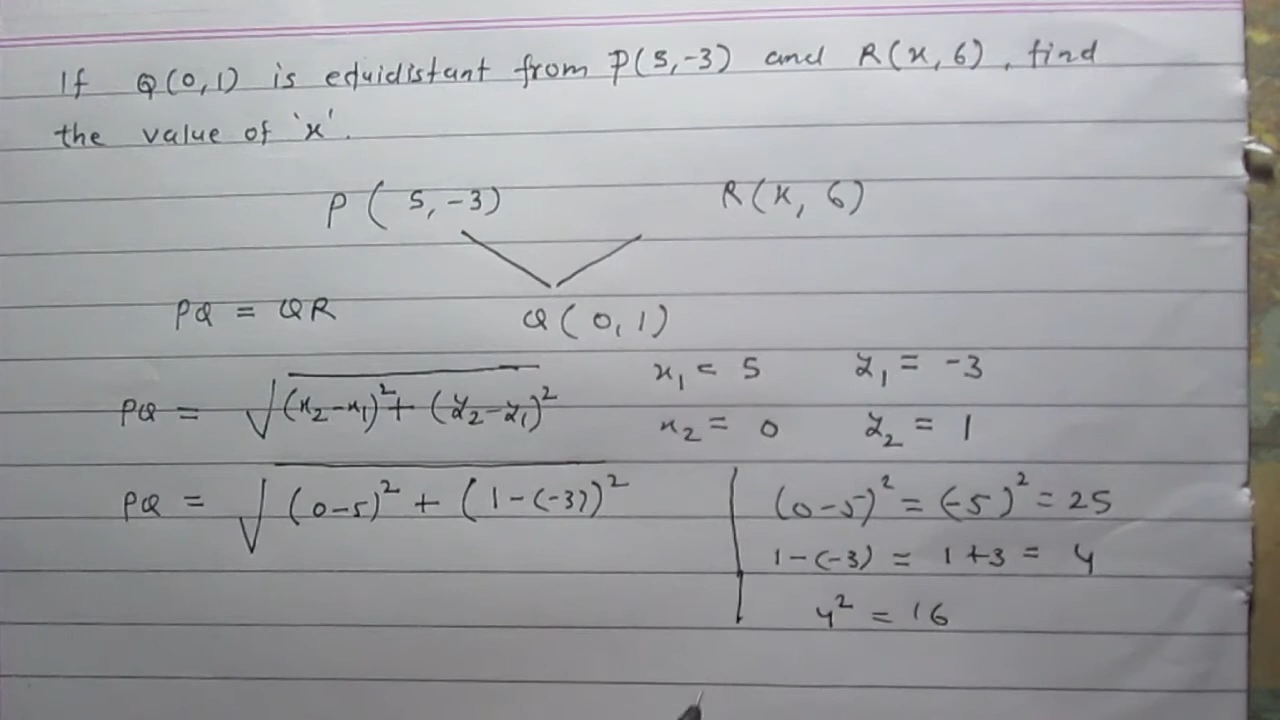 If Q(0,1) is equidistant from P(5,-3) and R(x,6), find
the value of 'x'.
P(5,-3) R(x,6)
PQ = QR Q(0,1)
PQ = √(x₂-x₁)²+(y₂-y₁)² x₁ = 5 y₁ = -3
x₂ = 0 y₂ = 1
PQ = √(0-5)²+(1-(-3))² (0-5)² = (-5)² = 25
1-(-3) = 1+3 = 4
4² = 16